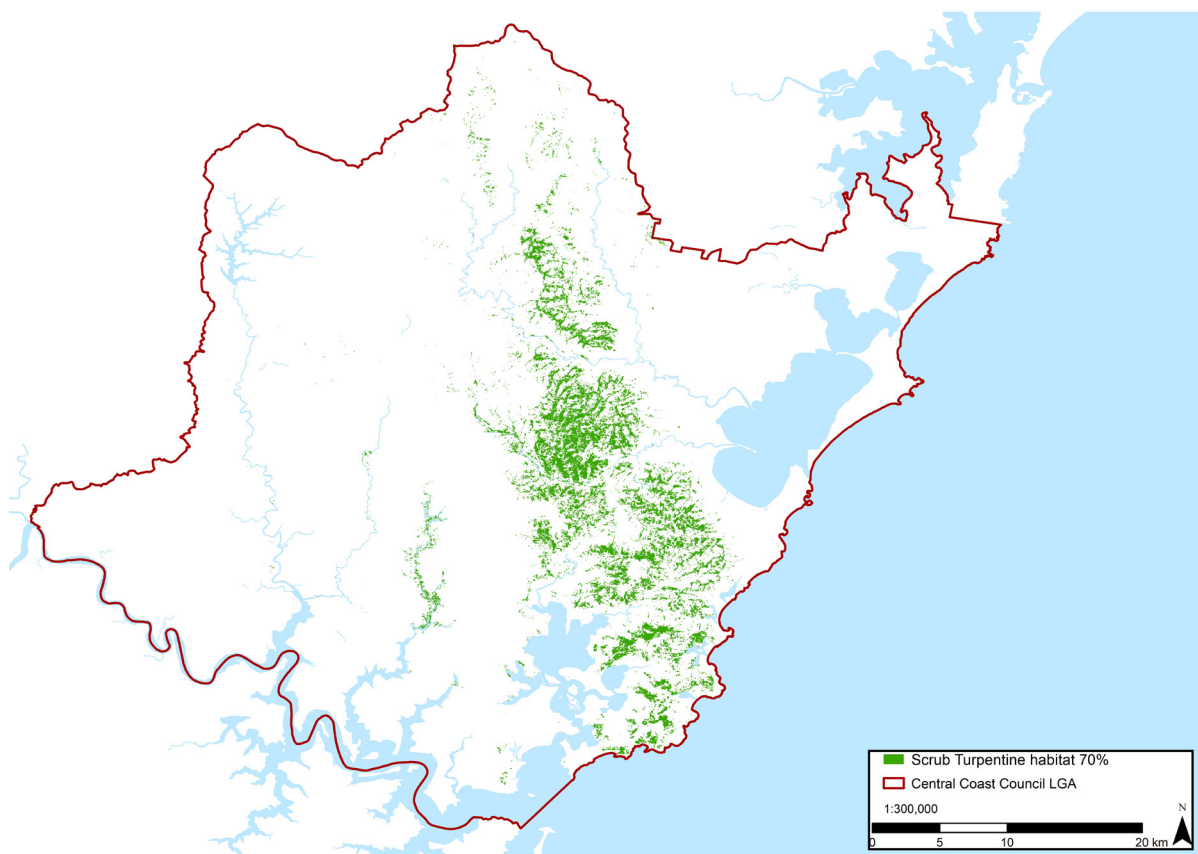 Scrub Turpentine habitat 70%
Central Coast Council LGA
1:300,000
N
0 5 10 20 km